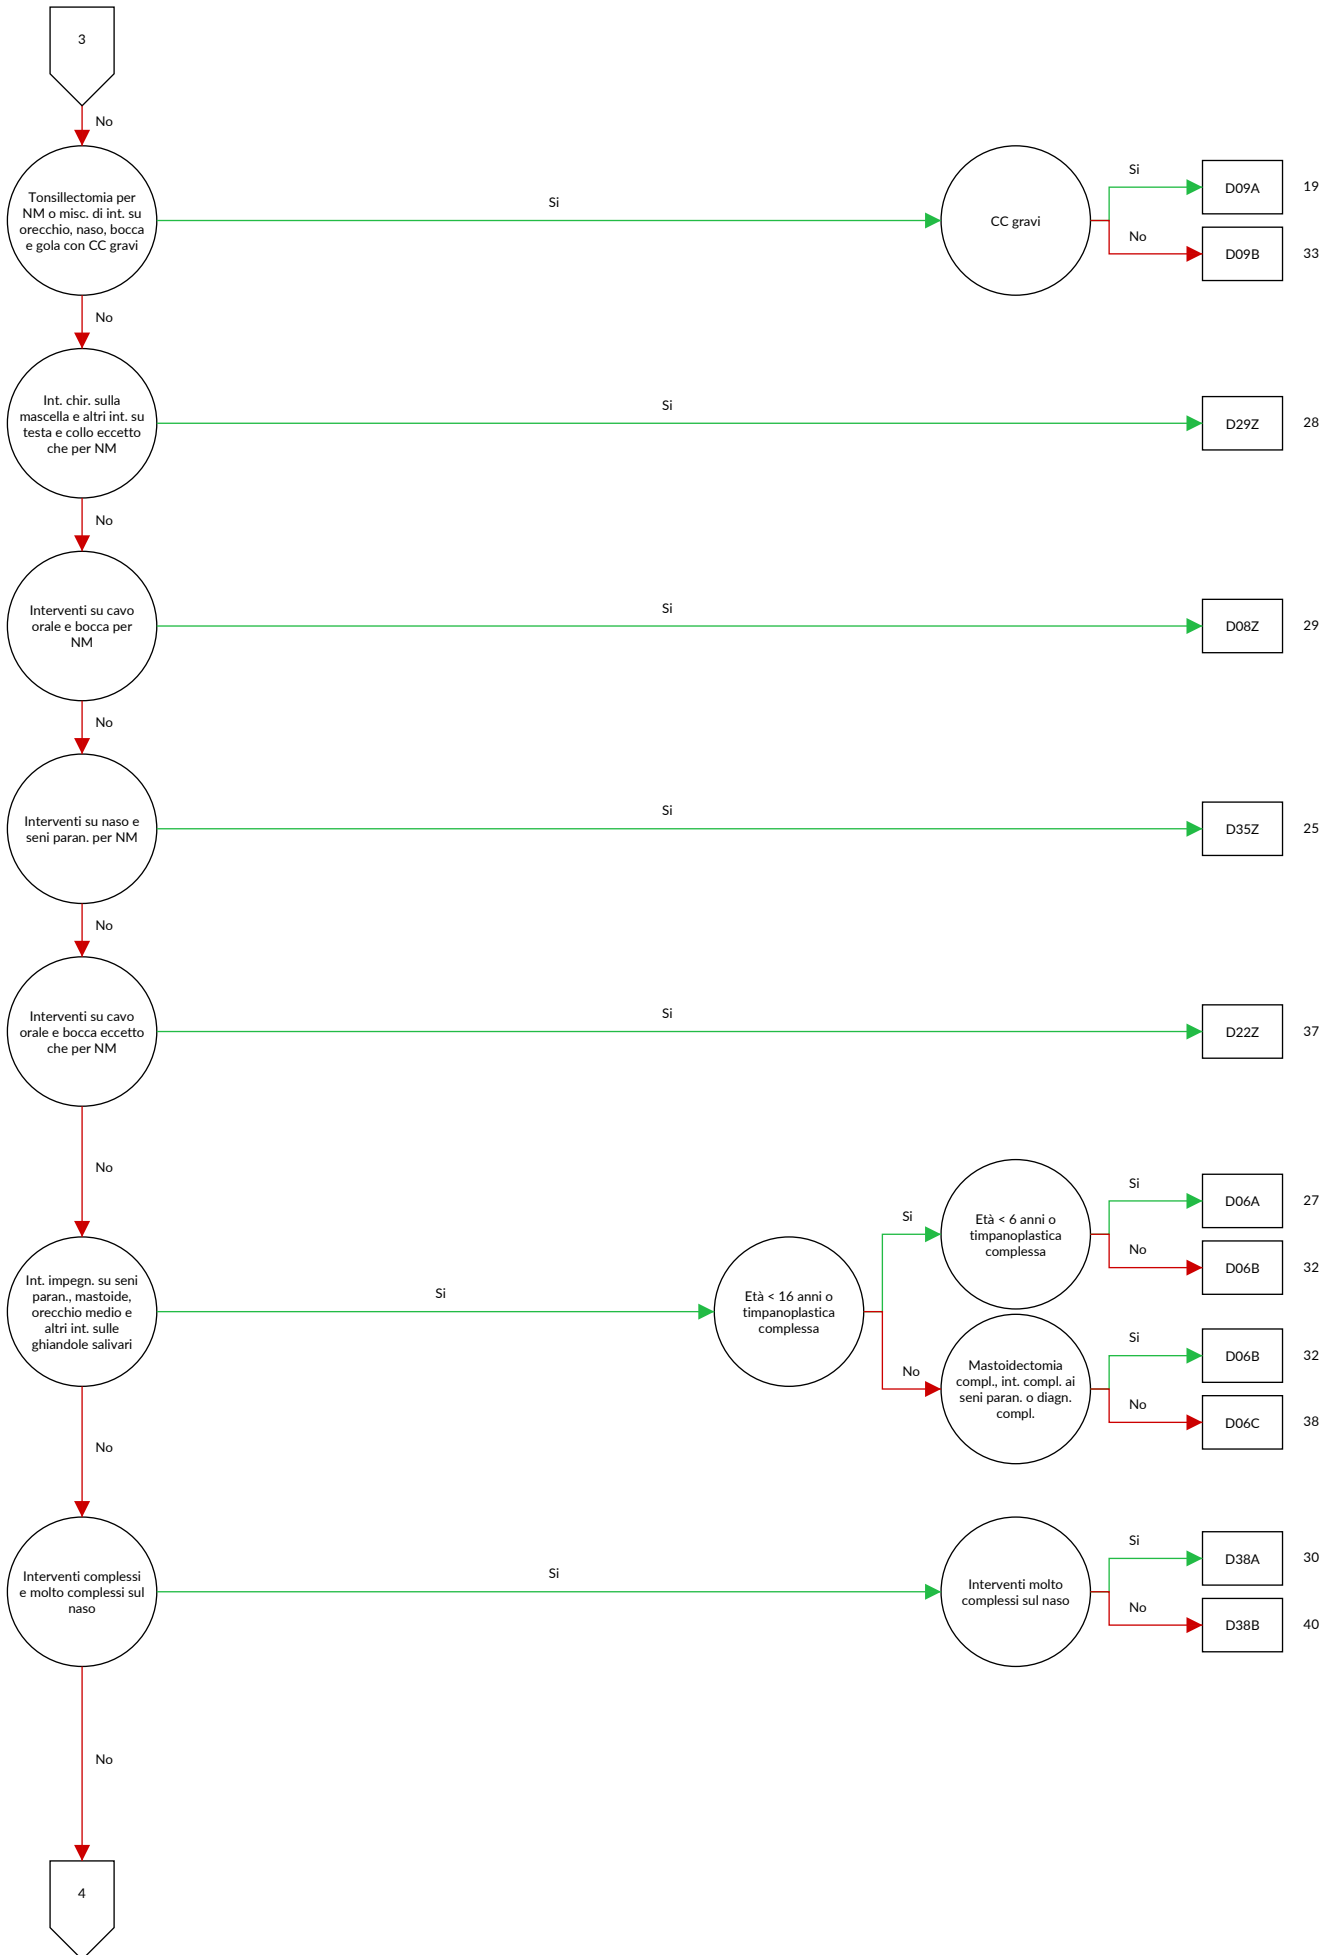 3
No
Tonsillectomia per
NM o misc. di int. su
orecchio, naso, bocca
e gola con CC gravi
Si
CC gravi
Si
D09A
19
No
D09B
33
No
Int. chir. sulla
mascella e altri int. su
testa e collo eccetto
che per NM
Si
D29Z
28
No
Interventi su cavo
orale e bocca per
NM
Si
D08Z
29
No
Interventi su naso e
seni paran. per NM
Si
D35Z
25
No
Interventi su cavo
orale e bocca eccetto
che per NM
Si
D22Z
37
No
Int. impegn. su seni
paran., mastoide,
orecchio medio e
altri int. sulle
ghiandole salivari
Si
Età < 16 anni o
timpanoplastica
complessa
Si
Età < 6 anni o
timpanoplastica
complessa
Si
D06A
27
No
D06B
32
No
Mastoidectomia
compl., int. compl. ai
seni paran. o diagn.
compl.
Si
D06B
32
No
D06C
38
No
Interventi complessi
e molto complessi sul
naso
Si
Interventi molto
complessi sul naso
Si
D38A
30
No
D38B
40
No
4